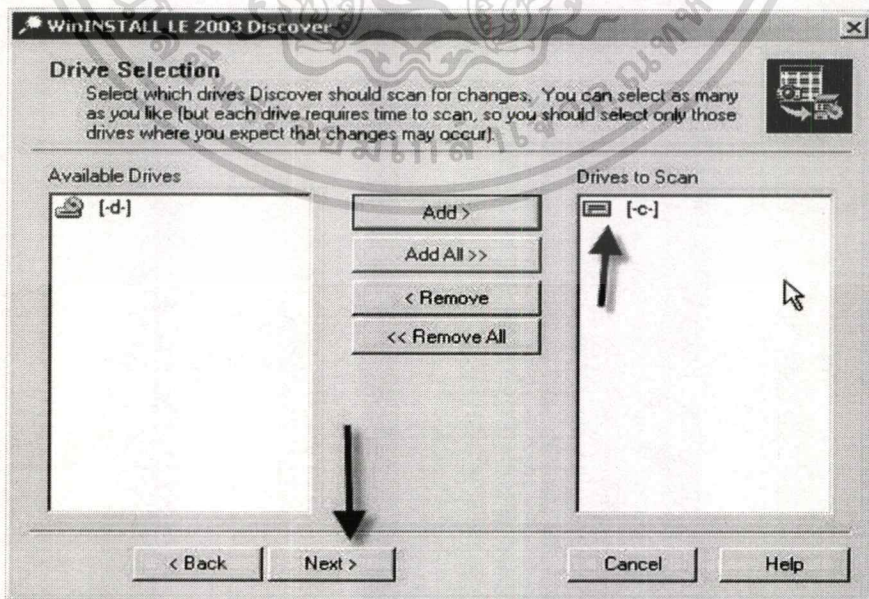 WinINSTALL LE 2003 Discover
Drive Selection
Select which drives Discover should scan for changes. You can select as many
as you like (but each drive requires time to scan, so you should select only those
drives where you expect that changes may occur).
Available Drives
[-d-]
Add >
Add All >>
< Remove
<< Remove All
Drives to Scan
[-c-]
< Back
Next >
Cancel
Help